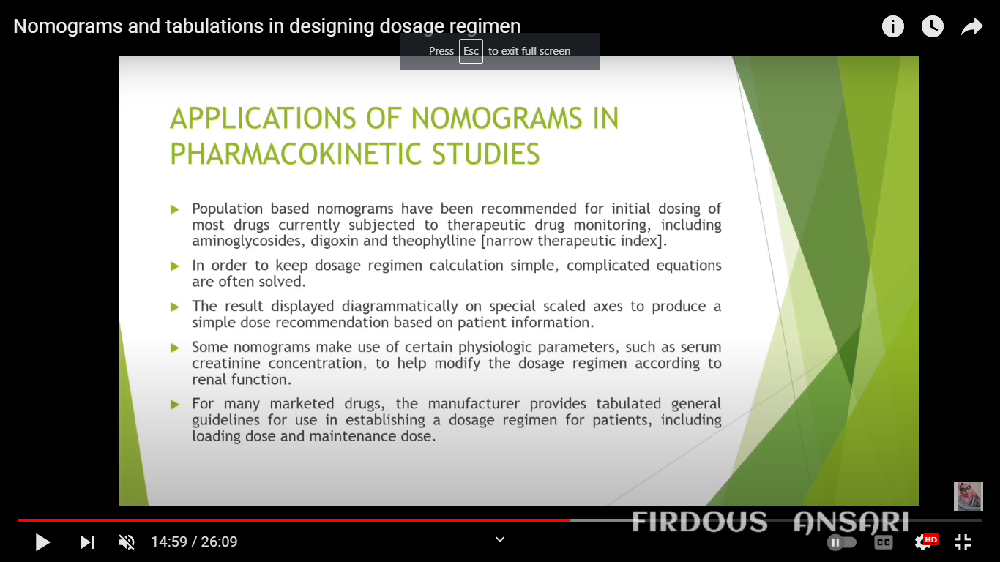 Nomograms and tabulations in designing dosage regimen
Press Esc to exit full screen
APPLICATIONS OF NOMOGRAMS IN
PHARMACOKINETIC STUDIES
Population based nomograms have been recommended for initial dosing of
most drugs currently subjected to therapeutic drug monitoring, including
aminoglycosides, digoxin and theophylline [narrow therapeutic index].
In order to keep dosage regimen calculation simple, complicated equations
are often solved.
The result displayed diagrammatically on special scaled axes to produce a
simple dose recommendation based on patient information.
Some nomograms make use of certain physiologic parameters, such as serum
creatinine concentration, to help modify the dosage regimen according to
renal function.
For many marketed drugs, the manufacturer provides tabulated general
guidelines for use in establishing a dosage regimen for patients, including
loading dose and maintenance dose.
FIRDOUS ANSARI
14:59 / 26:09
CC
HD